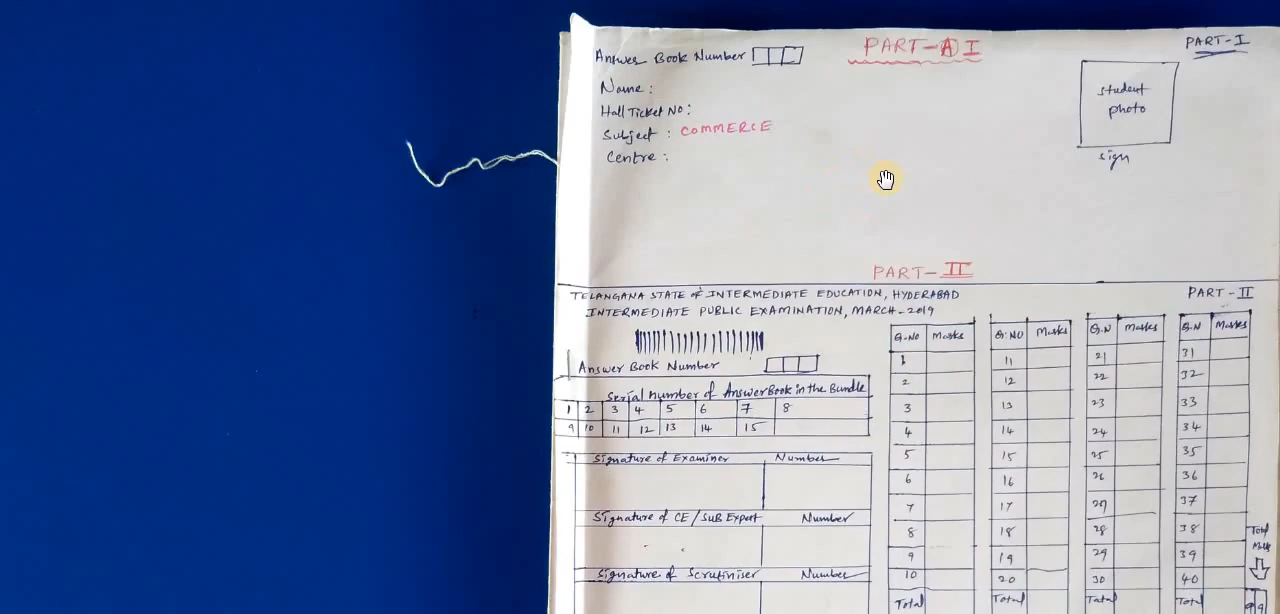 PART-A I
PART-I
Answer Book Number
Name :
Hall Ticket No :
Subject : COMMERCE
Centre :
student
photo
sign
PART-II
TELANGANA STATE of INTERMEDIATE EDUCATION, HYDERABAD
PART-II
INTERMEDIATE PUBLIC EXAMINATION, MARCH-2019
Answer Book Number
Serial number of Answer Book in the Bundle
1 2 3 4 5 6 7 8
9 10 11 12 13 14 15
Signature of Examiner Number
Signature of CE / SUB Expert Number
Signature of Scrutiniser Number
Q.No Marks Q.NO Marks Q.N Marks Q.N Marks
1 11 21 31
2 12 22 32
3 13 23 33
4 14 24 34
5 15 25 35
6 16 26 36
7 17 27 37
8 18 28 38
9 19 29 39
10 20 30 40
Total Total Total Total
Total
Marks